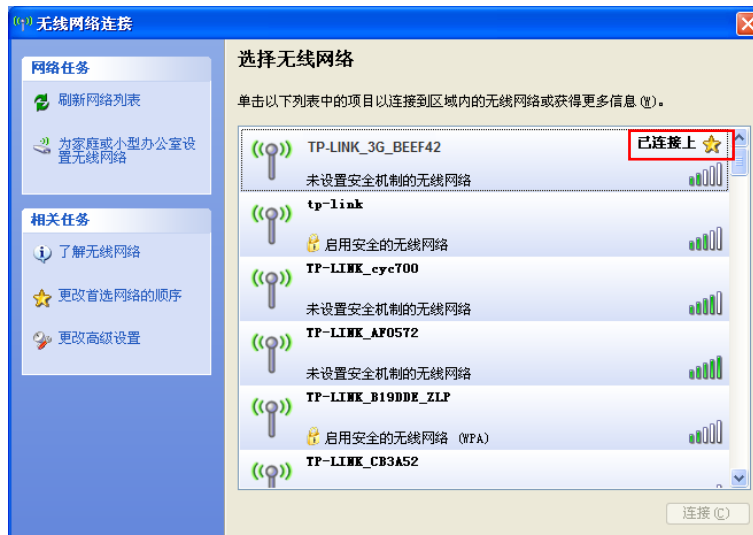 无线网络连接
网络任务
刷新网络列表
为家庭或小型办公室设
置无线网络
相关任务
了解无线网络
更改首选网络的顺序
更改高级设置
选择无线网络
单击以下列表中的项目以连接到区域内的无线网络或获得更多信息(W)。
TP-LINK_3G_BEEF42
已连接上
未设置安全机制的无线网络
tp-link
启用安全的无线网络
TP-LINK_cyc700
未设置安全机制的无线网络
TP-LINK_AF0572
未设置安全机制的无线网络
TP-LINK_B19DDE_ZLP
启用安全的无线网络 (WPA)
TP-LINK_CB3A52
连接(C)